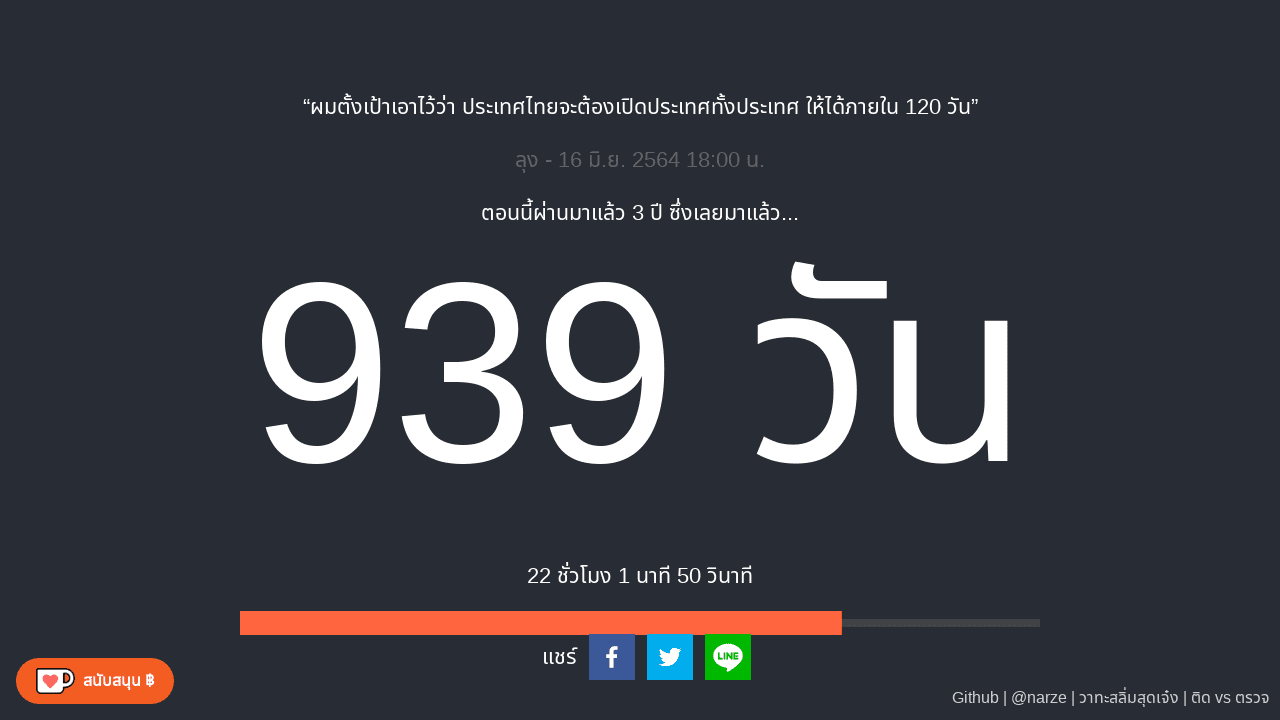 “ผมตั้งเป้าเอาไว้ว่า ประเทศไทยจะต้องเปิดประเทศทั้งประเทศ ให้ได้ภายใน 120 วัน”
ลุง - 16 มิ.ย. 2564 18:00 น.
ตอนนี้ผ่านมาแล้ว 3 ปี ซึ่งเลยมาแล้ว...
939 วัน
22 ชั่วโมง 1 นาที 50 วินาที
แชร์
LINE
สนับสนุน ฿
Github | @narze | วาทะสลิ่มสุดเจ๋ง | ติด vs ตรวจ